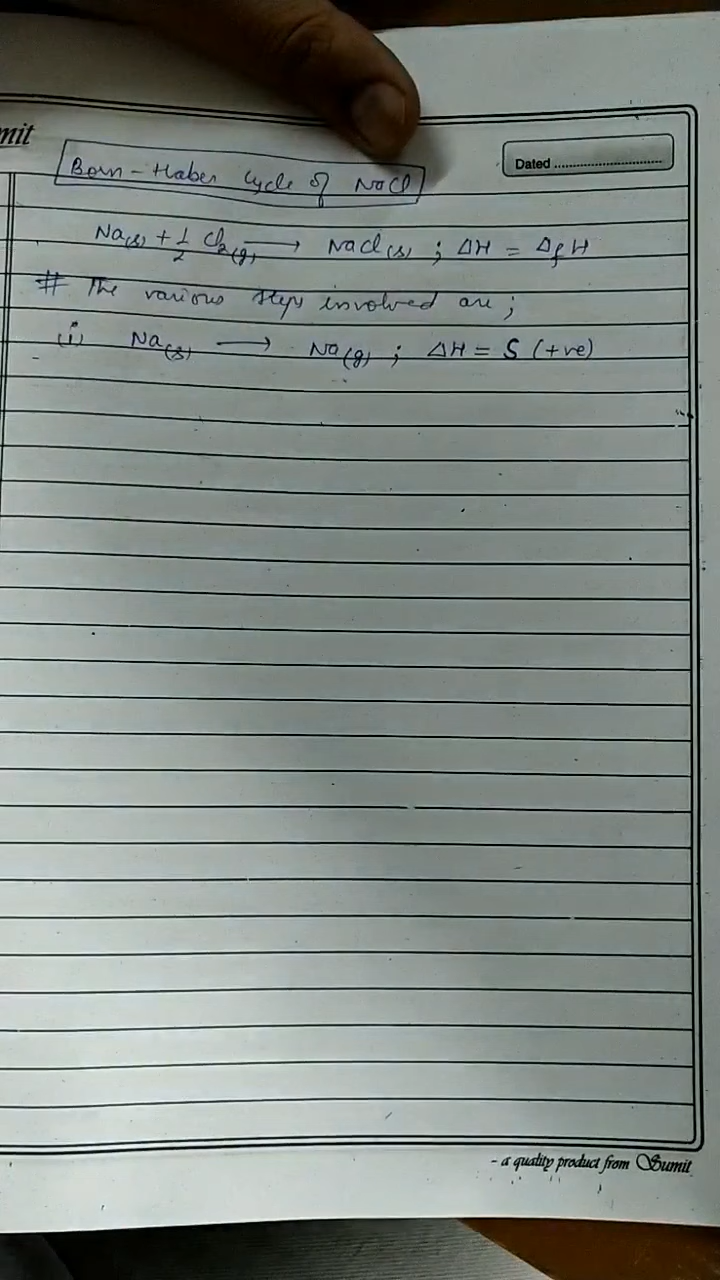 mit
Dated
Born-Haber Cycle of NaCl
Na(s) + 1/2 Cl2(g) → NaCl(s) ; ΔH = ΔfH
# The various steps involved are ;
(i) Na(s) → Na(g) ; ΔH = S (+ve)
- a quality product from Sumit